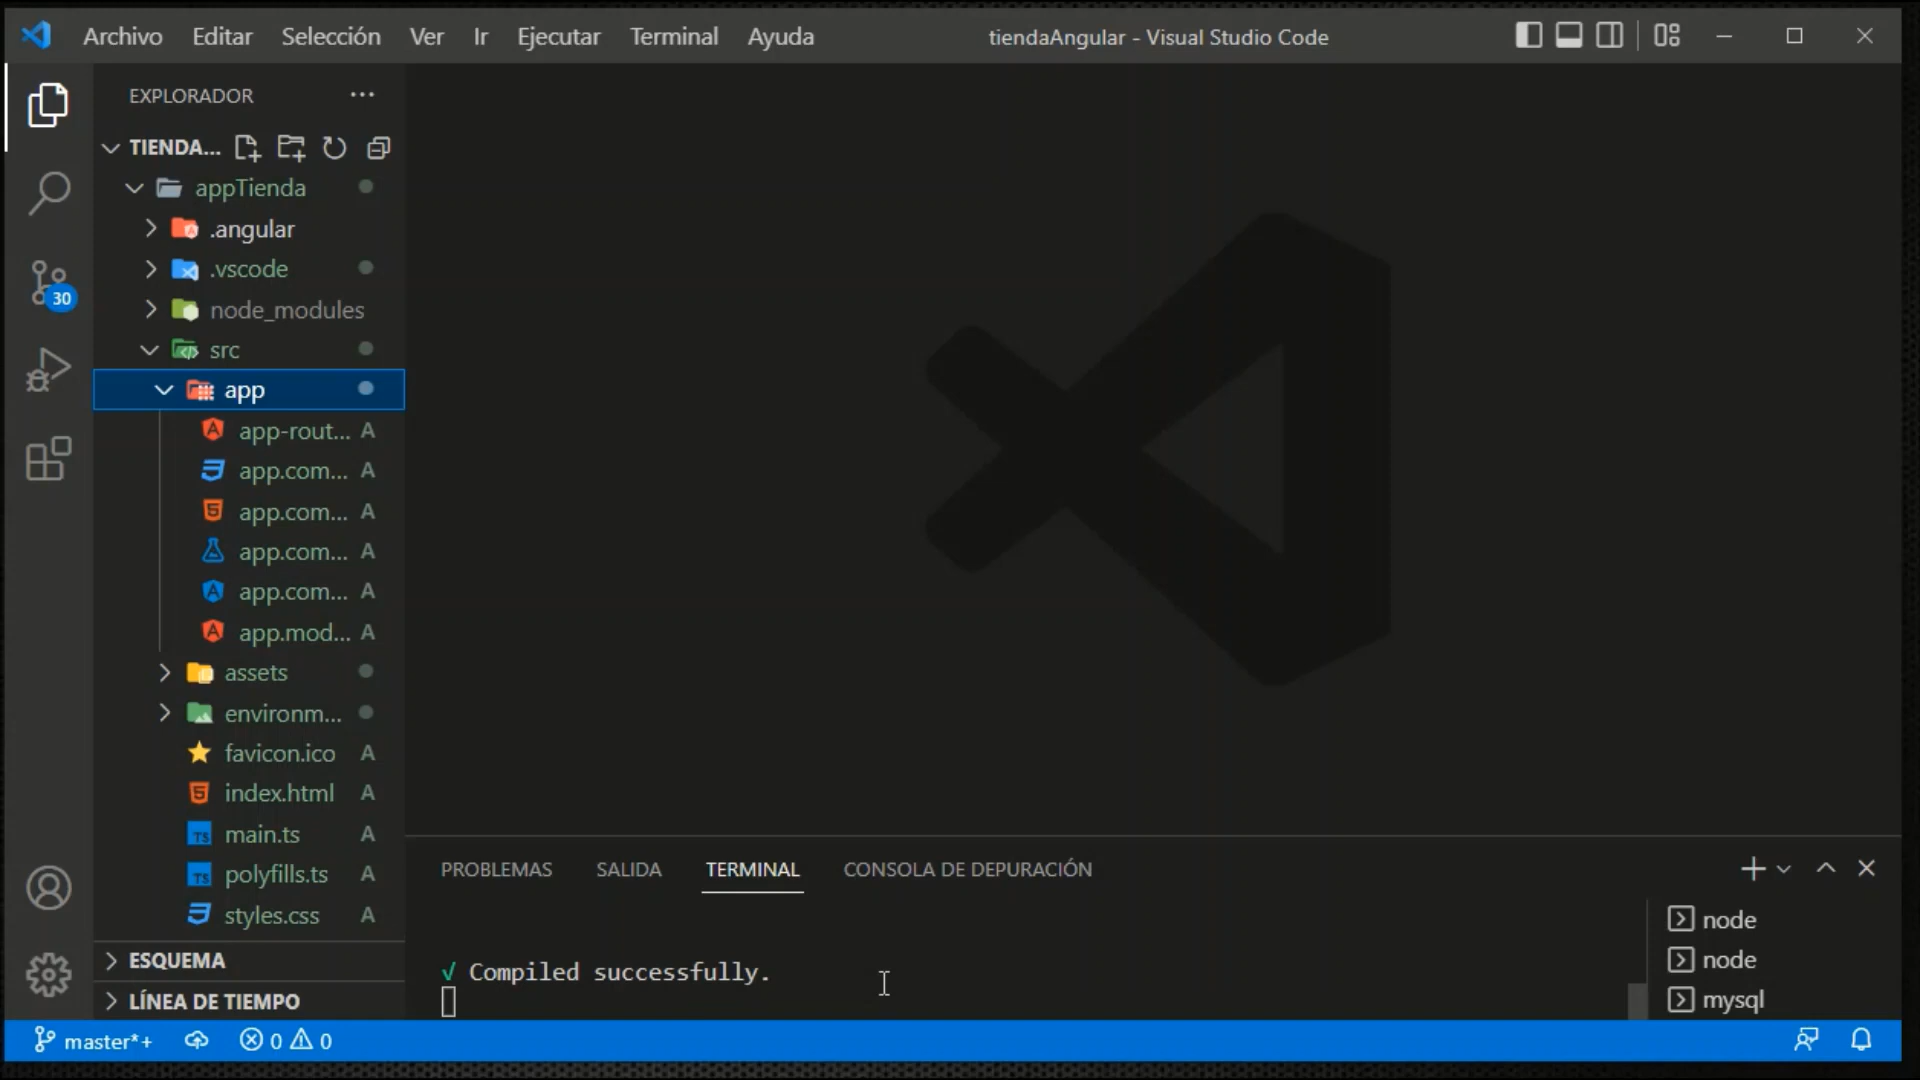 Archivo Editar Selección Ver Ir Ejecutar Terminal Ayuda tiendaAngular - Visual Studio Code
EXPLORADOR
TIENDA...
appTienda
.angular
.vscode
node_modules
src
app
app-rout... A
app.com... A
app.com... A
app.com... A
app.com... A
app.mod... A
assets
environm...
favicon.ico A
index.html A
main.ts A
polyfills.ts A
styles.css A
ESQUEMA
LÍNEA DE TIEMPO
30
PROBLEMAS SALIDA TERMINAL CONSOLA DE DEPURACIÓN
√ Compiled successfully.
node
node
mysql
master*+ 0 0